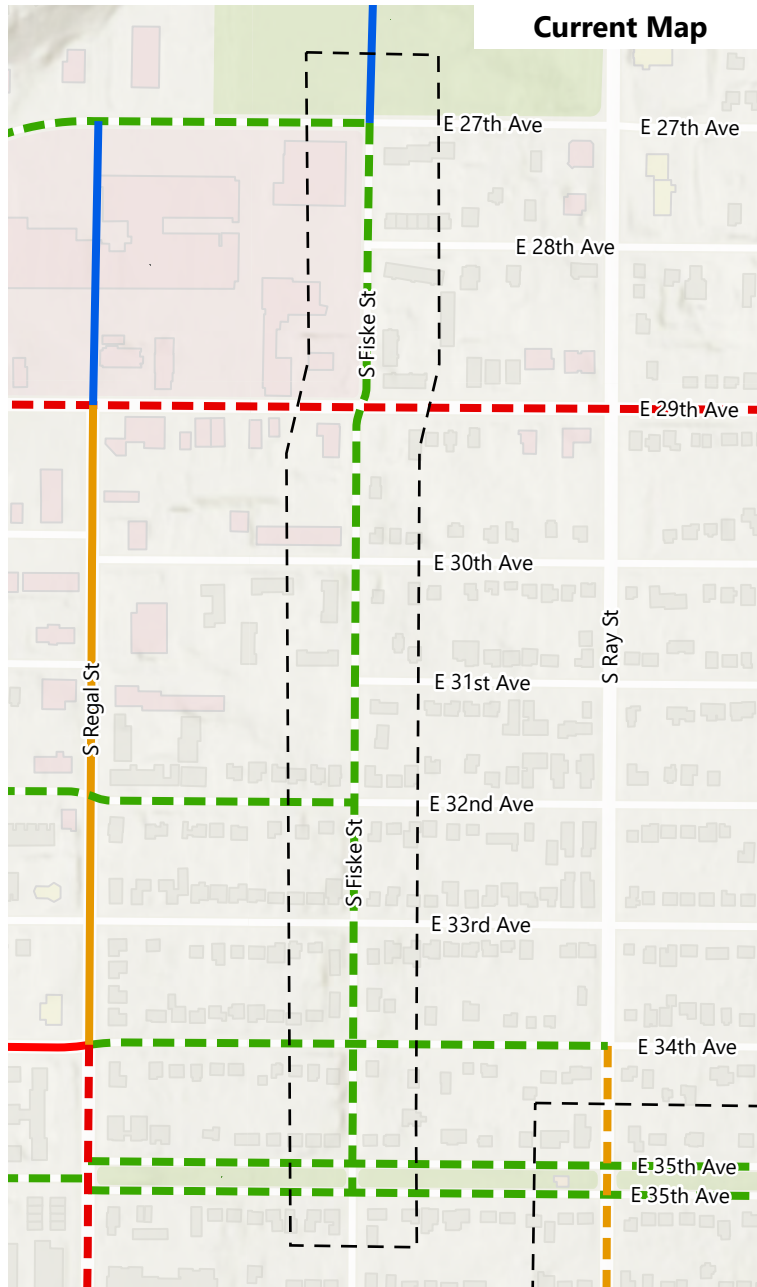 Current Map
E 27th Ave
E 27th Ave
E 28th Ave
S Fiske St
E 29th Ave
E 30th Ave
S Ray St
E 31st Ave
S Regal St
E 32nd Ave
S Fiske St
E 33rd Ave
E 34th Ave
E 35th Ave
E 35th Ave